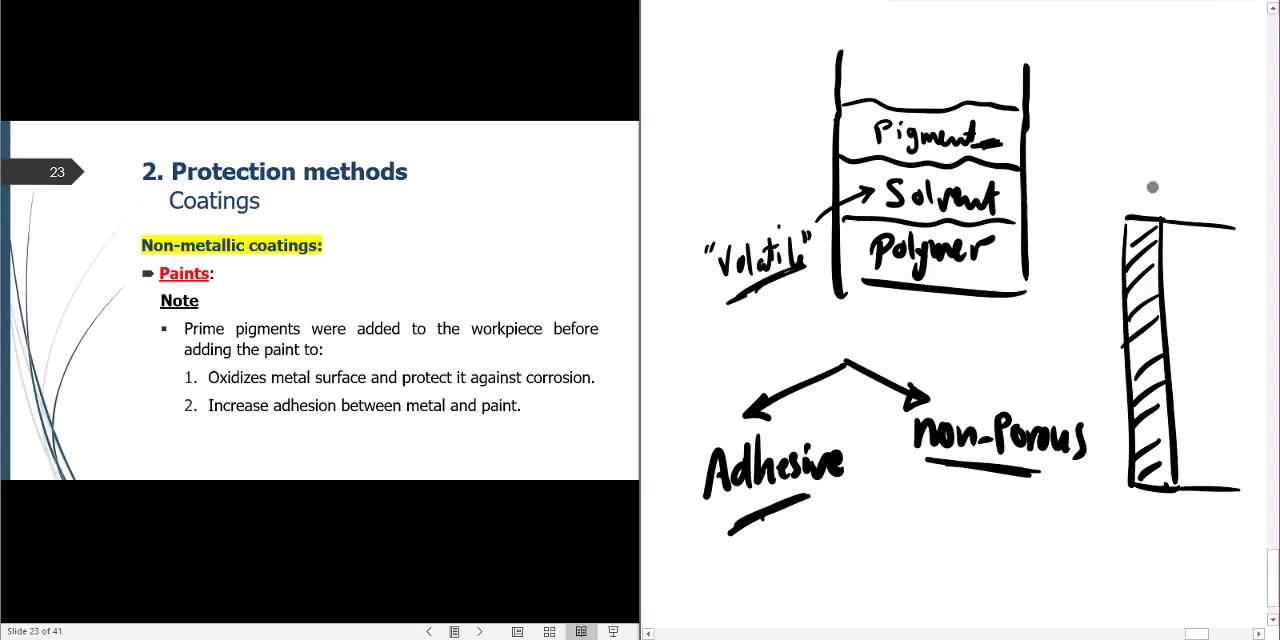 23
2. Protection methods
Coatings
Non-metallic coatings:
Paints:
Note
Prime pigments were added to the workpiece before
adding the paint to:
1. Oxidizes metal surface and protect it against corrosion.
2. Increase adhesion between metal and paint.
Slide 23 of 41
Pigment
Solvent
"Volatile"
Polymer
Adhesive
non-Porous